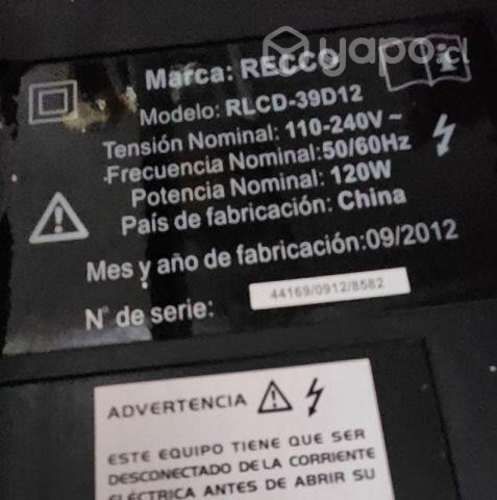 yapo.cl
Marca: RECCO
Modelo: RLCD-39D12
Tensión Nominal: 110-240V ~
Frecuencia Nominal:50/60Hz
Potencia Nominal: 120W
País de fabricación: China
Mes y año de fabricación:09/2012
N° de serie: 44169/0912/8582
ADVERTENCIA
ESTE EQUIPO TIENE QUE SER
DESCONECTADO DE LA CORRIENTE
ELÉCTRICA ANTES DE ABRIR SU